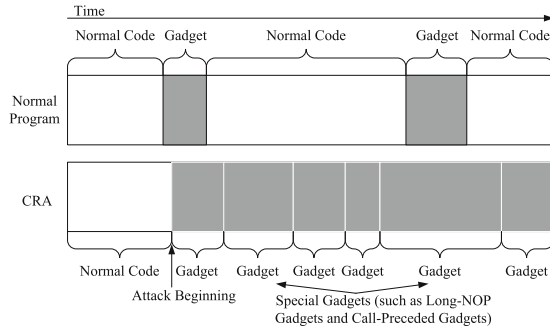 Time
Normal Code Gadget Normal Code Gadget Normal Code
Normal
Program
CRA
Normal Code Gadget Gadget Gadget Gadget Gadget Gadget
Attack Beginning
Special Gadgets (such as Long-NOP
Gadgets and Call-Preceded Gadgets)